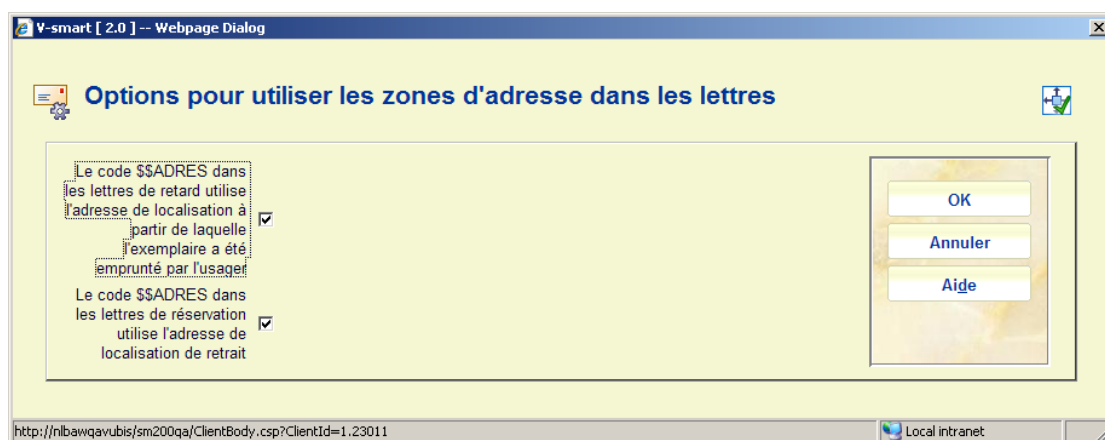 V-smart [ 2.0 ] -- Webpage Dialog
Options pour utiliser les zones d'adresse dans les lettres
Le code $$ADRES dans
les lettres de retard utilise
l'adresse de localisation à
partir de laquelle
l'exemplaire a été
emprunté par l'usager
Le code $$ADRES dans
les lettres de réservation
utilise l'adresse de
localisation de retrait
OK
Annuler
Aide
http://nlbawqavubis/sm200qa/ClientBody.csp?ClientId=1.23011
Local intranet